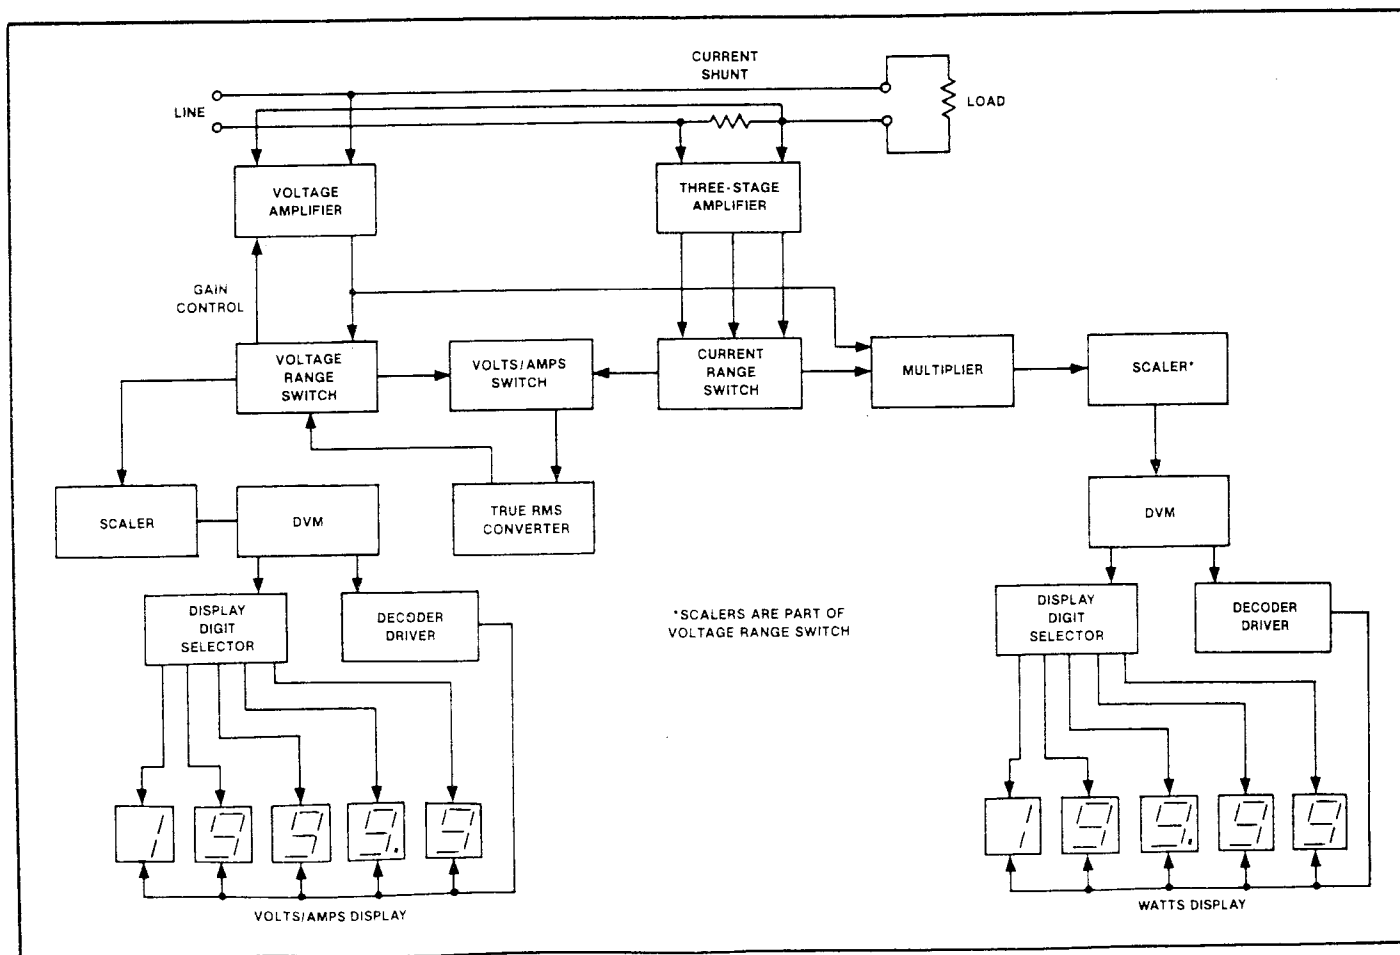 CURRENT
SHUNT
LINE
LOAD
VOLTAGE
AMPLIFIER
THREE-STAGE
AMPLIFIER
GAIN
CONTROL
VOLTAGE
RANGE
SWITCH
VOLTS/AMPS
SWITCH
CURRENT
RANGE
SWITCH
MULTIPLIER
SCALER*
SCALER
DVM
TRUE RMS
CONVERTER
DVM
DISPLAY
DIGIT
SELECTOR
DECODER
DRIVER
*SCALERS ARE PART OF
VOLTAGE RANGE SWITCH
DISPLAY
DIGIT
SELECTOR
DECODER
DRIVER
1 9 9 9. 9
1 9 9. 9 9
VOLTS/AMPS DISPLAY
WATTS DISPLAY